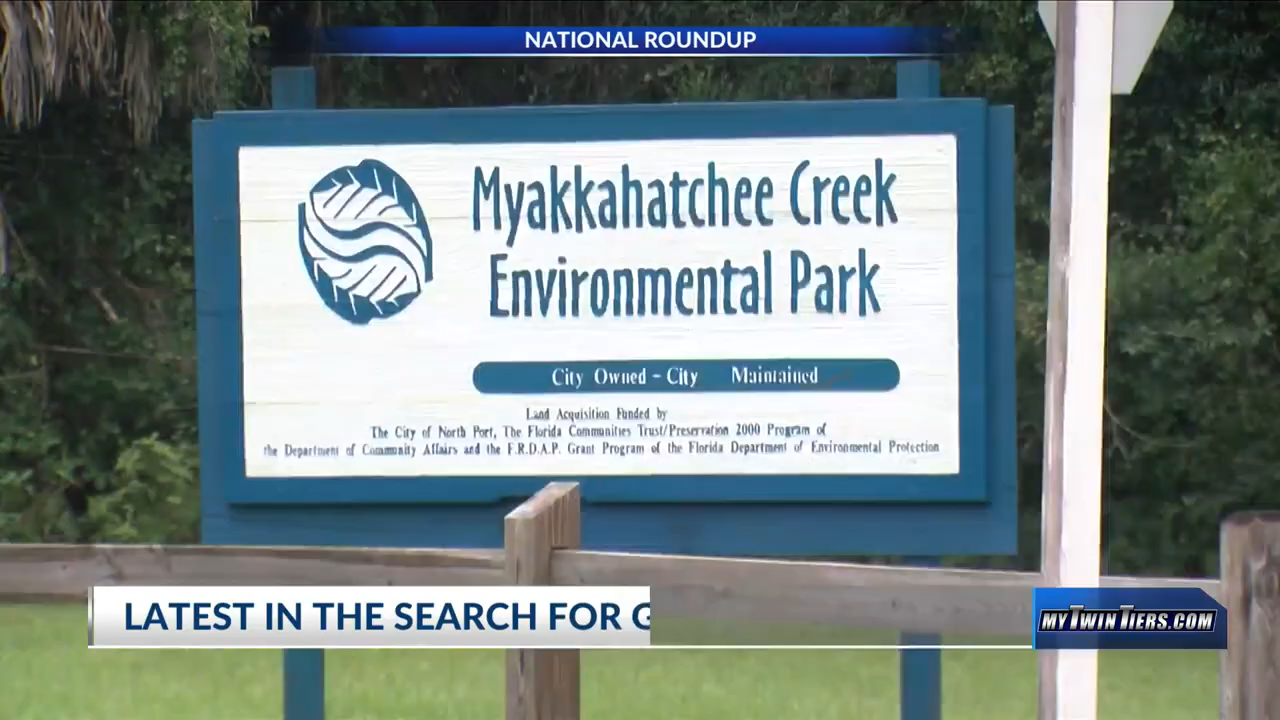 NATIONAL ROUNDUP
Myakkahatchee Creek
Environmental Park
City Owned - City Maintained
Land Acquisition Funded by
The City of North Port, The Florida Communities Trust/Preservation 2000 Program of
the Department of Community Affairs and the F.R.D.A.P. Grant Program of the Florida Department of Environmental Protection
LATEST IN THE SEARCH FOR
MYTWINTIERS.COM